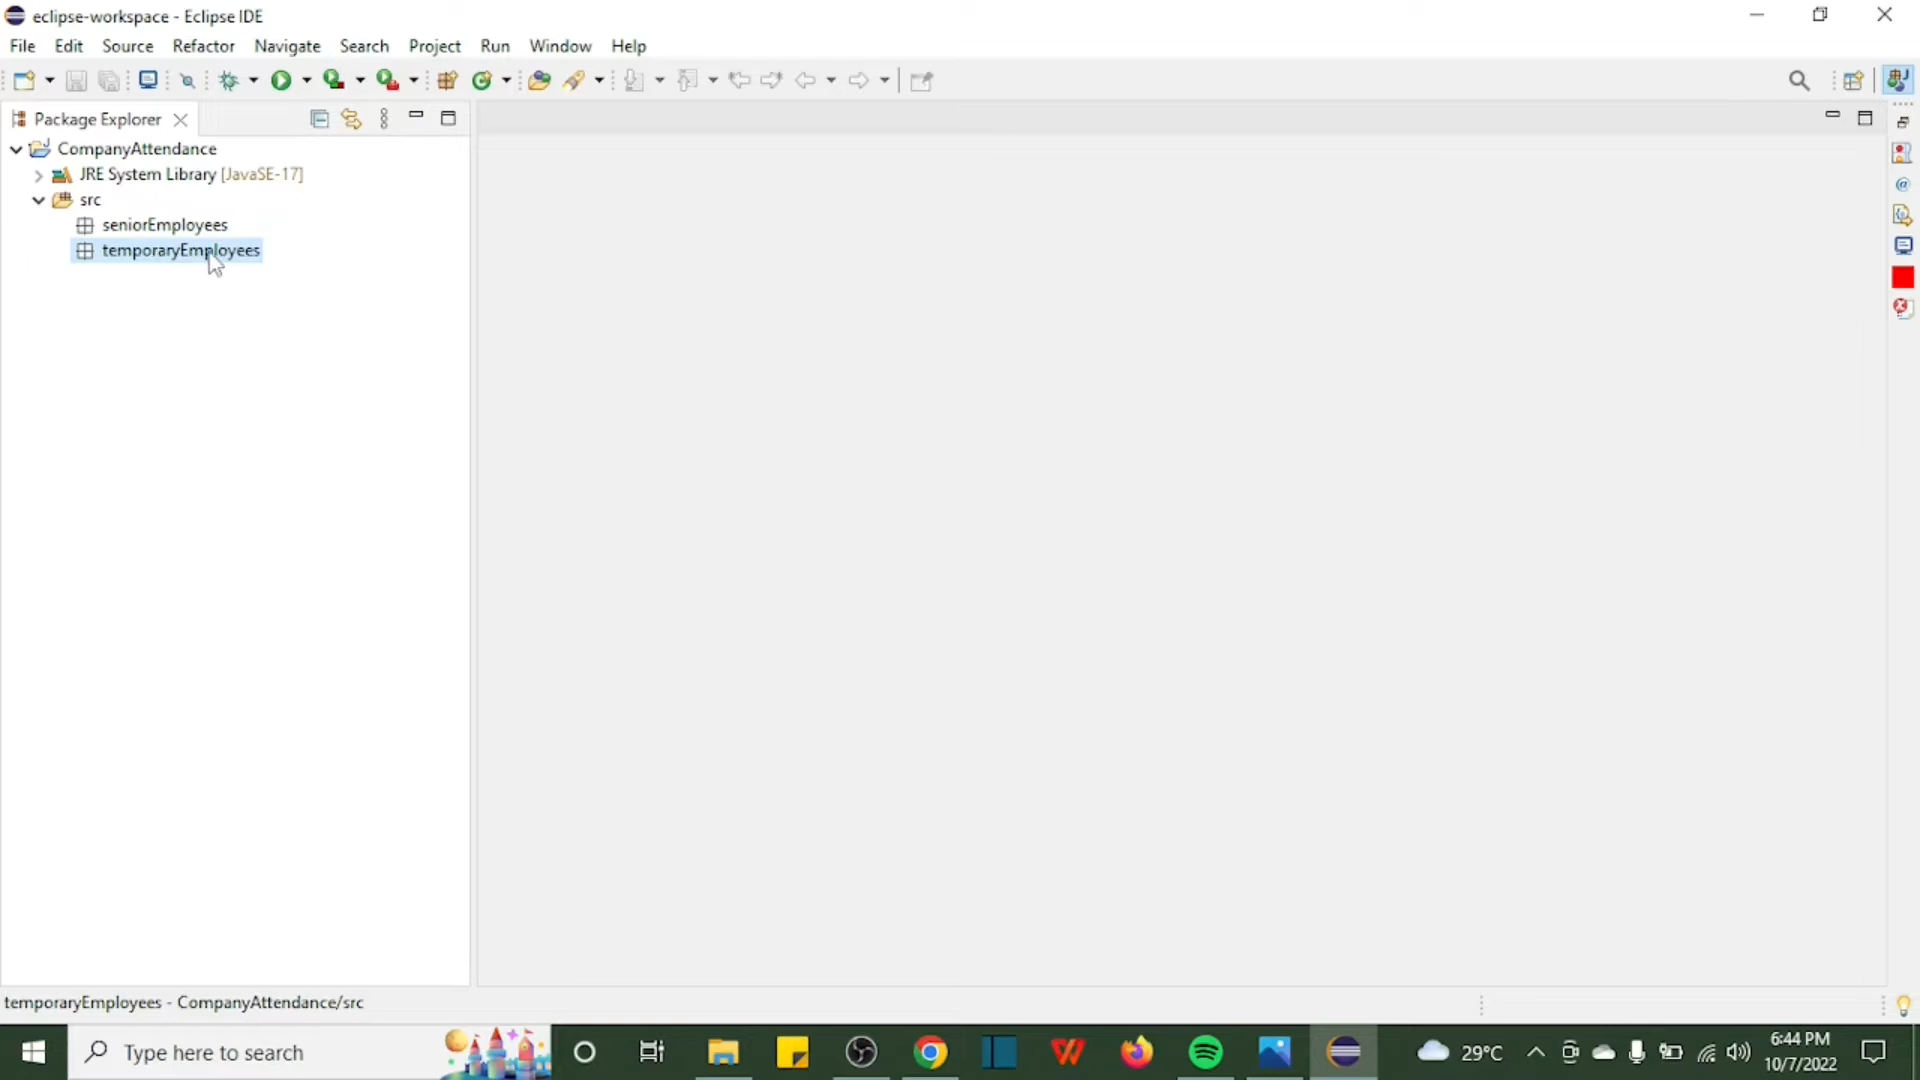 eclipse-workspace - Eclipse IDE
File Edit Source Refactor Navigate Search Project Run Window Help
Package Explorer
CompanyAttendance
JRE System Library [JavaSE-17]
src
seniorEmployees
temporaryEmployees
temporaryEmployees - CompanyAttendance/src
Type here to search
29°C
6:44 PM
10/7/2022